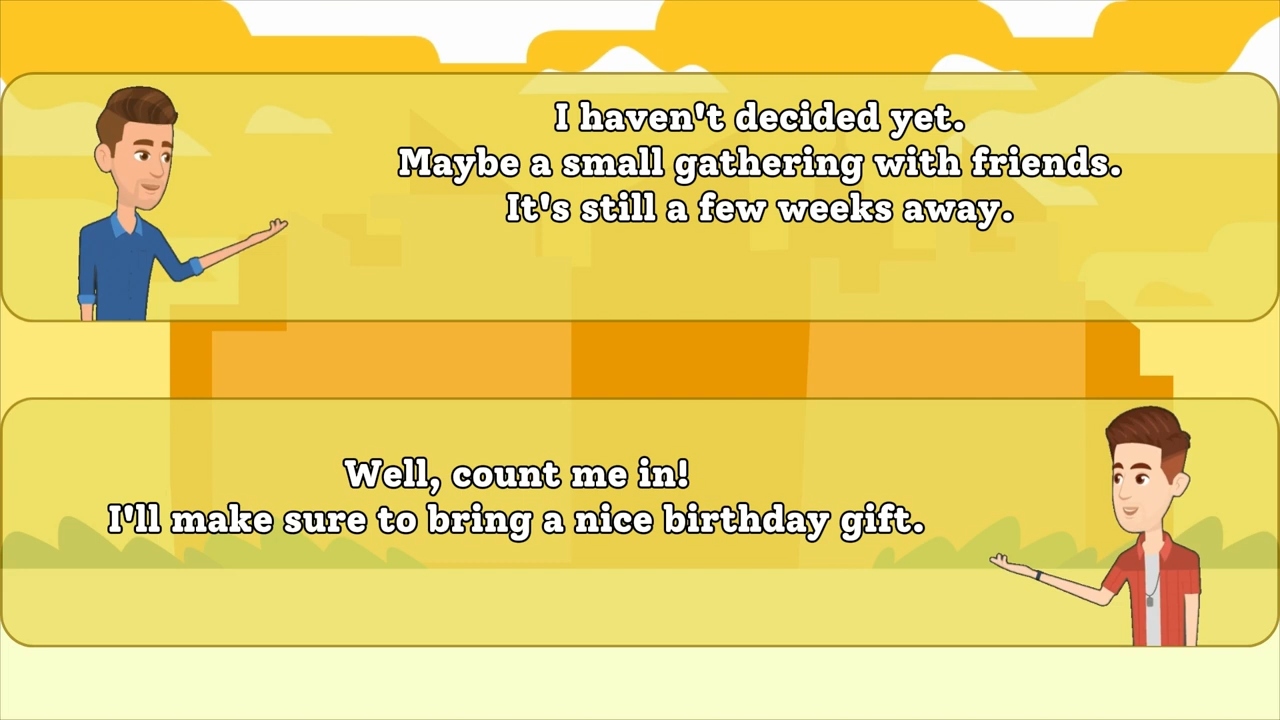 I haven't decided yet.
Maybe a small gathering with friends.
It's still a few weeks away.
Well, count me in!
I'll make sure to bring a nice birthday gift.